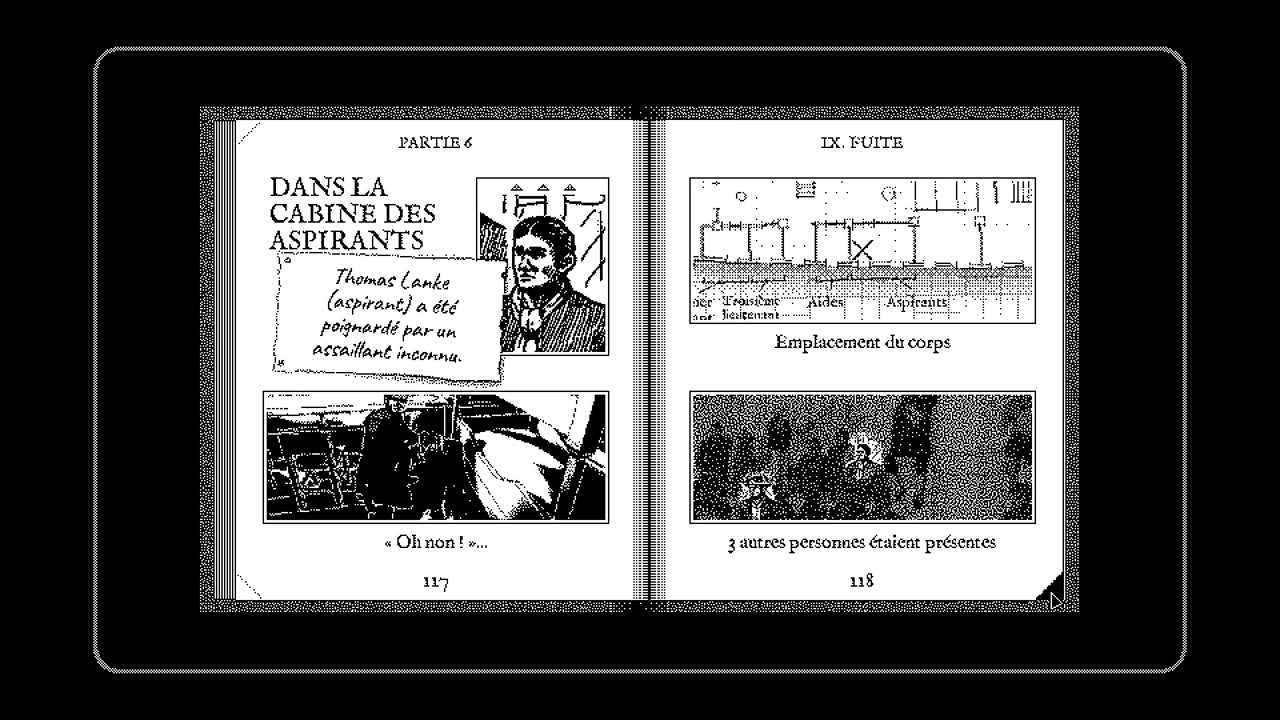 PARTIE 6
DANS LA
CABINE DES
ASPIRANTS
Thomas Lanke
(aspirant) a été
poignardé par un
assaillant inconnu.
« Oh non ! »...
117
IX. FUITE
Troisième
lieutenant
Aides
Aspirants
Emplacement du corps
3 autres personnes étaient présentes
118